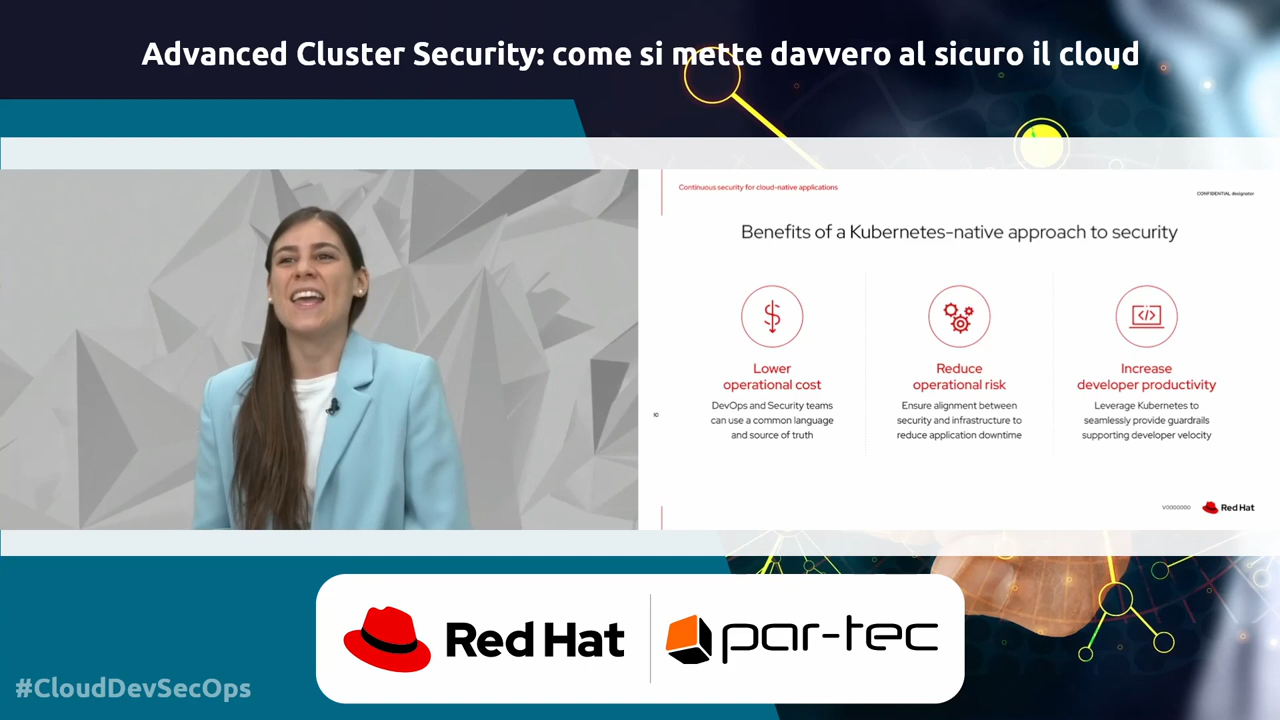 Advanced Cluster Security: come si mette davvero al sicuro il cloud
Continuous security for cloud-native applications
CONFIDENTIAL designator
Benefits of a Kubernetes-native approach to security
Lower
operational cost
DevOps and Security teams
can use a common language
and source of truth
Reduce
operational risk
Ensure alignment between
security and infrastructure to
reduce application downtime
Increase
developer productivity
Leverage Kubernetes to
seamlessly provide guardrails
supporting developer velocity
10
V0000000
Red Hat
Red Hat
par-tec
#CloudDevSecOps